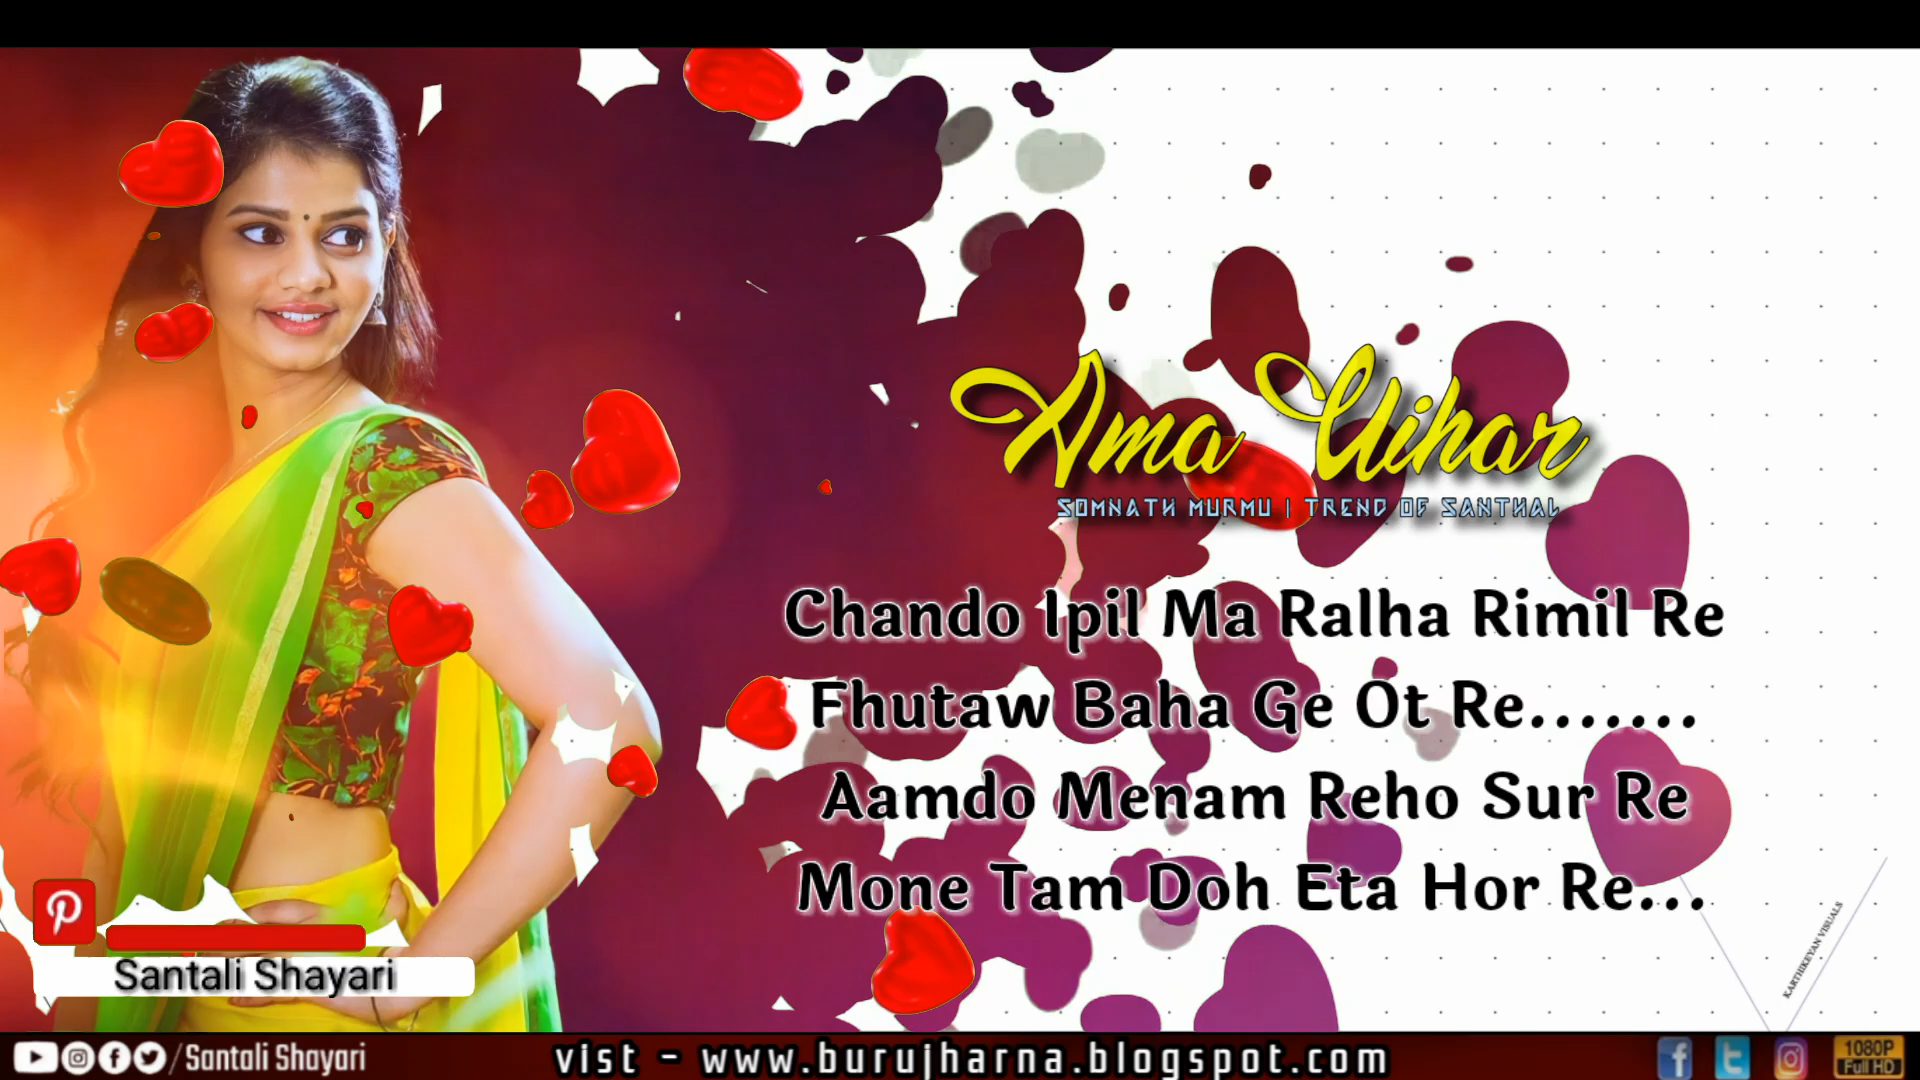 Ama Uihar
SOMNATH MURMU | TREND OF SANTHAL
Chando Ipil Ma Ralha Rimil Re
Fhutaw Baha Ge Ot Re.......
Aamdo Menam Reho Sur Re
Mone Tam Doh Eta Hor Re...
KARTHIKEYAN VISUALS
Santali Shayari
/Santali Shayari
vist - www.burujharna.blogspot.com
1080P
Full HD